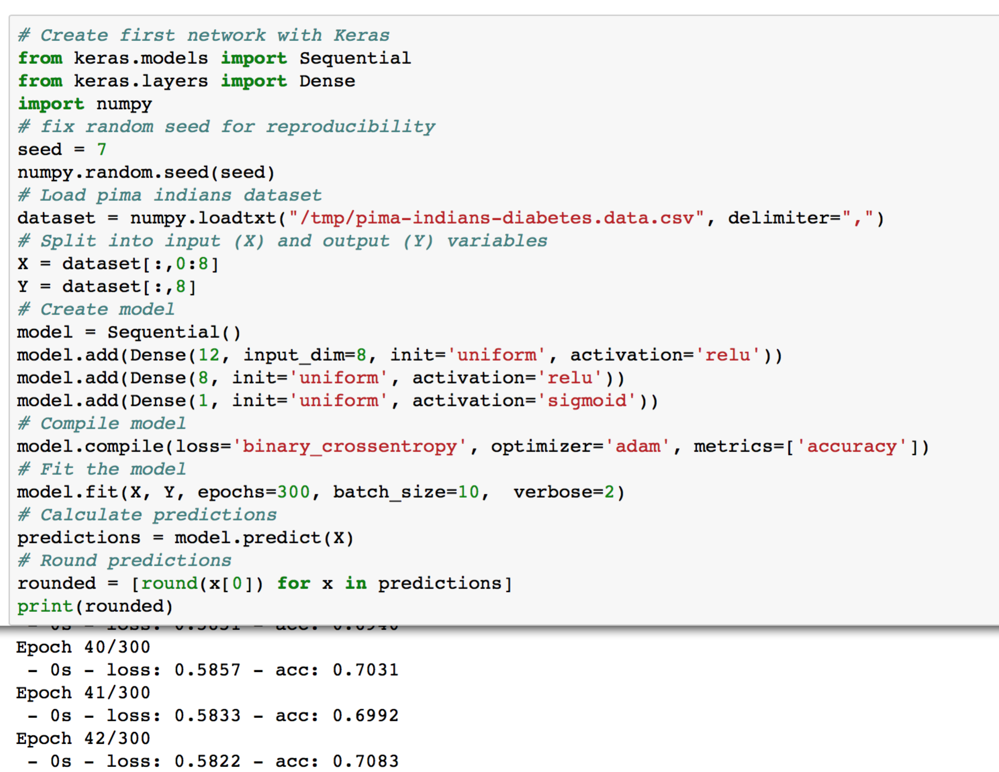 # Create first network with Keras
from keras.models import Sequential
from keras.layers import Dense
import numpy
# fix random seed for reproducibility
seed = 7
numpy.random.seed(seed)
# Load pima indians dataset
dataset = numpy.loadtxt("/tmp/pima-indians-diabetes.data.csv", delimiter=",")
# Split into input (X) and output (Y) variables
X = dataset[:,0:8]
Y = dataset[:,8]
# Create model
model = Sequential()
model.add(Dense(12, input_dim=8, init='uniform', activation='relu'))
model.add(Dense(8, init='uniform', activation='relu'))
model.add(Dense(1, init='uniform', activation='sigmoid'))
# Compile model
model.compile(loss='binary_crossentropy', optimizer='adam', metrics=['accuracy'])
# Fit the model
model.fit(X, Y, epochs=300, batch_size=10,  verbose=2)
# Calculate predictions
predictions = model.predict(X)
# Round predictions
rounded = [round(x[0]) for x in predictions]
print(rounded)
- 0s - loss: - acc:
Epoch 40/300
 - 0s - loss: 0.5857 - acc: 0.7031
Epoch 41/300
 - 0s - loss: 0.5833 - acc: 0.6992
Epoch 42/300
 - 0s - loss: 0.5822 - acc: 0.7083